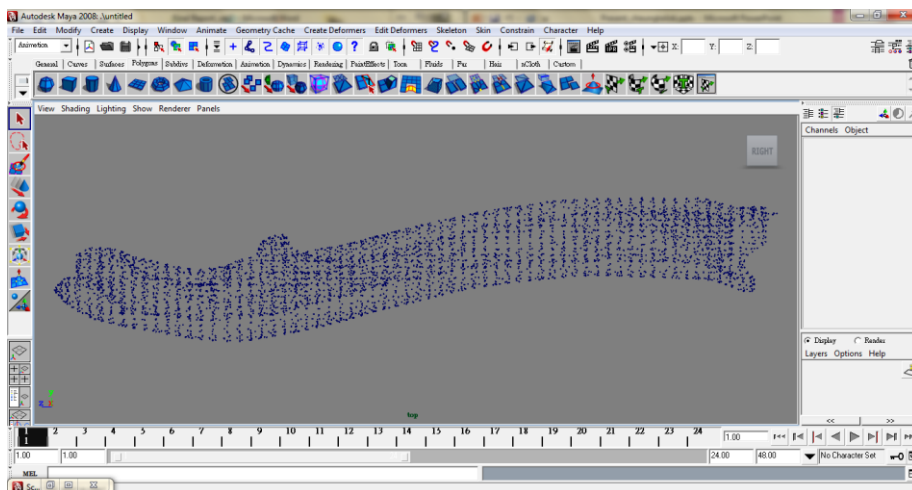 Autodesk Maya 2008: .\untitled
File Edit Modify Create Display Window Animate Geometry Cache Create Deformers Edit Deformers Skeleton Skin Constrain Character Help
Animation X: Y: Z:
General Curves Surfaces Polygons Subdivs Deformation Animation Dynamics Rendering PaintEffects Toon Fluids Fur Hair nCloth Custom
View Shading Lighting Show Renderer Panels
Channels Object
RIGHT
Display Render
Layers Options Help
top
<< >>
1 2 3 4 5 6 7 8 9 10 11 12 13 14 15 16 17 18 19 20 21 22 23 24
1 1.00
1.00 1.00 24.00 48.00 No Character Set
MEL
Sc...